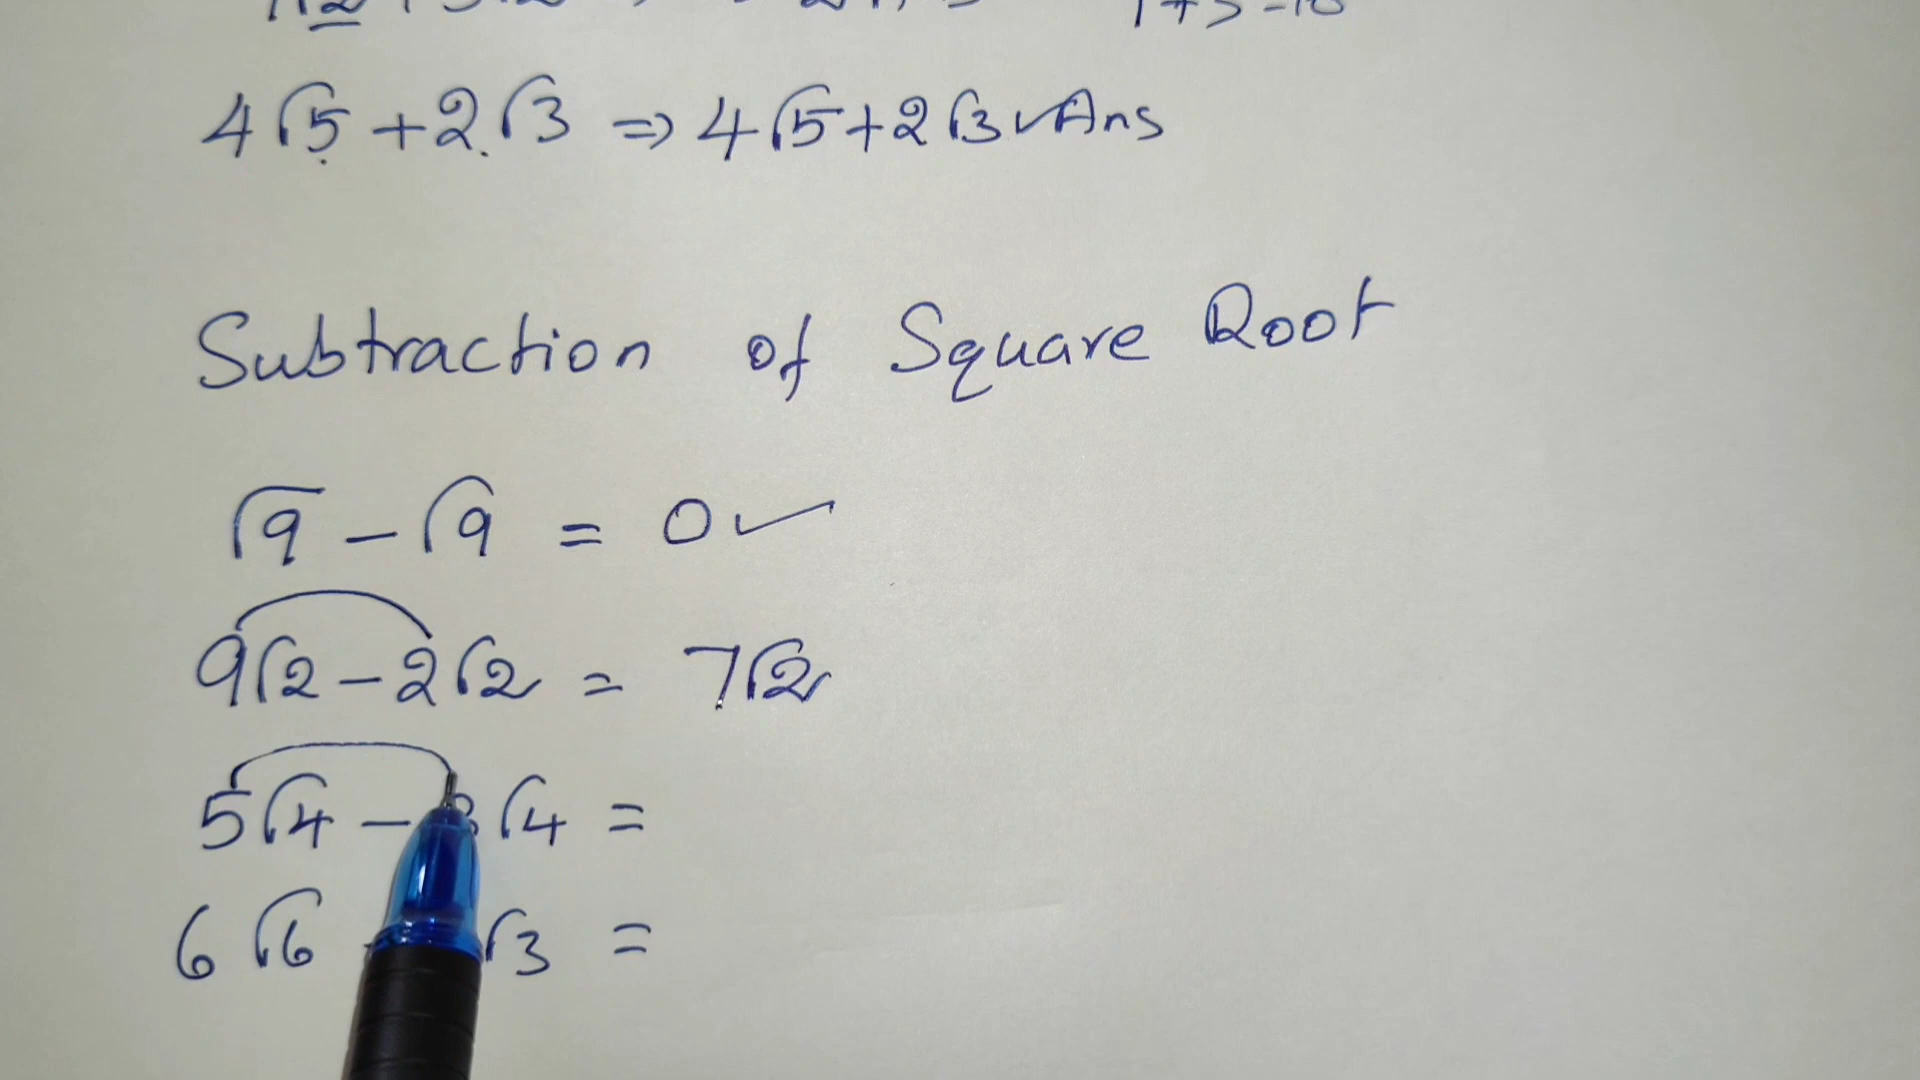 4√5 + 2√3 ⇒ 4√5 + 2√3 ✓ Ans
Subtraction of Square Root
√9 − √9 = 0 ✓
9√2 − 2√2 = 7√2
5√4 − √4 =
6√6 √3 =